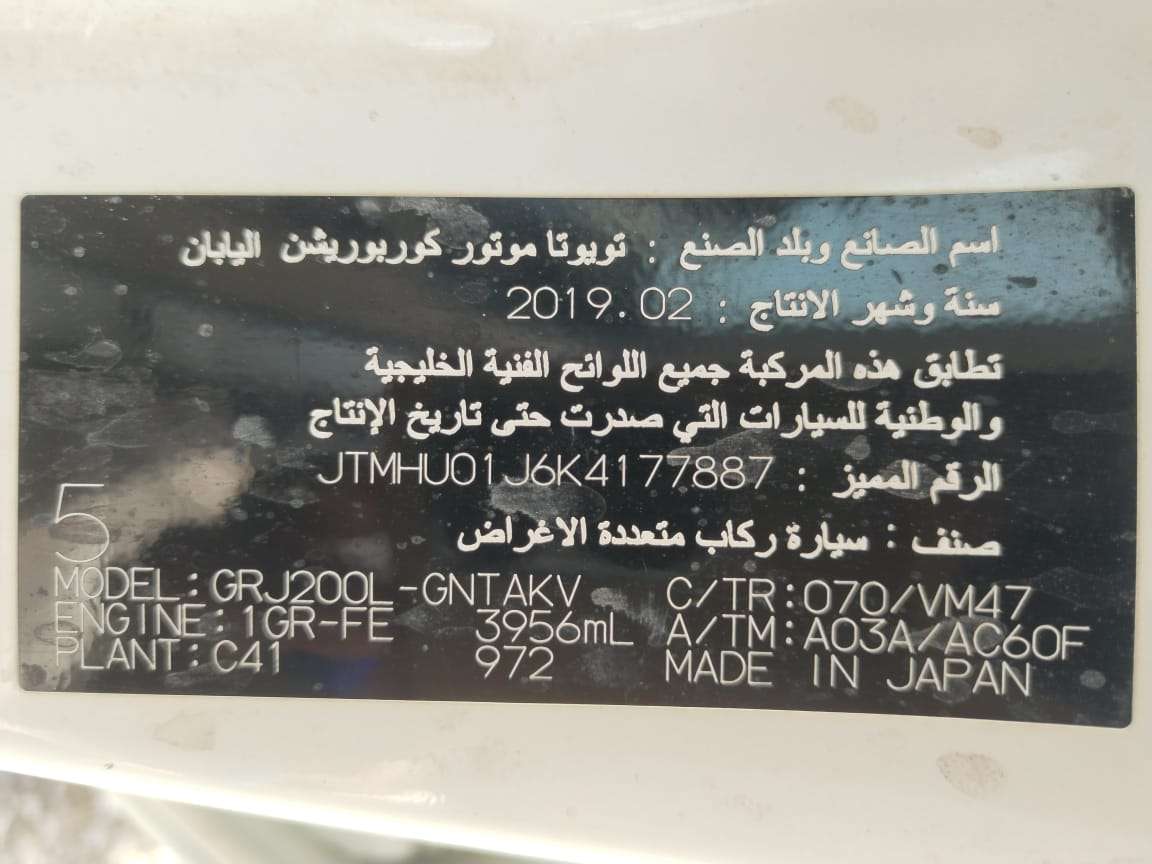 اسم الصانع وبلد الصنع : تويوتا موتور كوربوريشن اليابان
سنة وشهر الانتاج : 2019.02
تطابق هذه المركبة جميع اللوائح الفنية الخليجية
والوطنية للسيارات التي صدرت حتى تاريخ الإنتاج
الرقم المميز : JTMHU01J6K4177887
صنف : سيارة ركاب متعددة الاغراض
5
MODEL:GRJ200L-GNTAKV C/TR:070/VM47
ENGINE:1GR-FE 3956mL A/TM:A03A/AC60F
PLANT:C41 972 MADE IN JAPAN